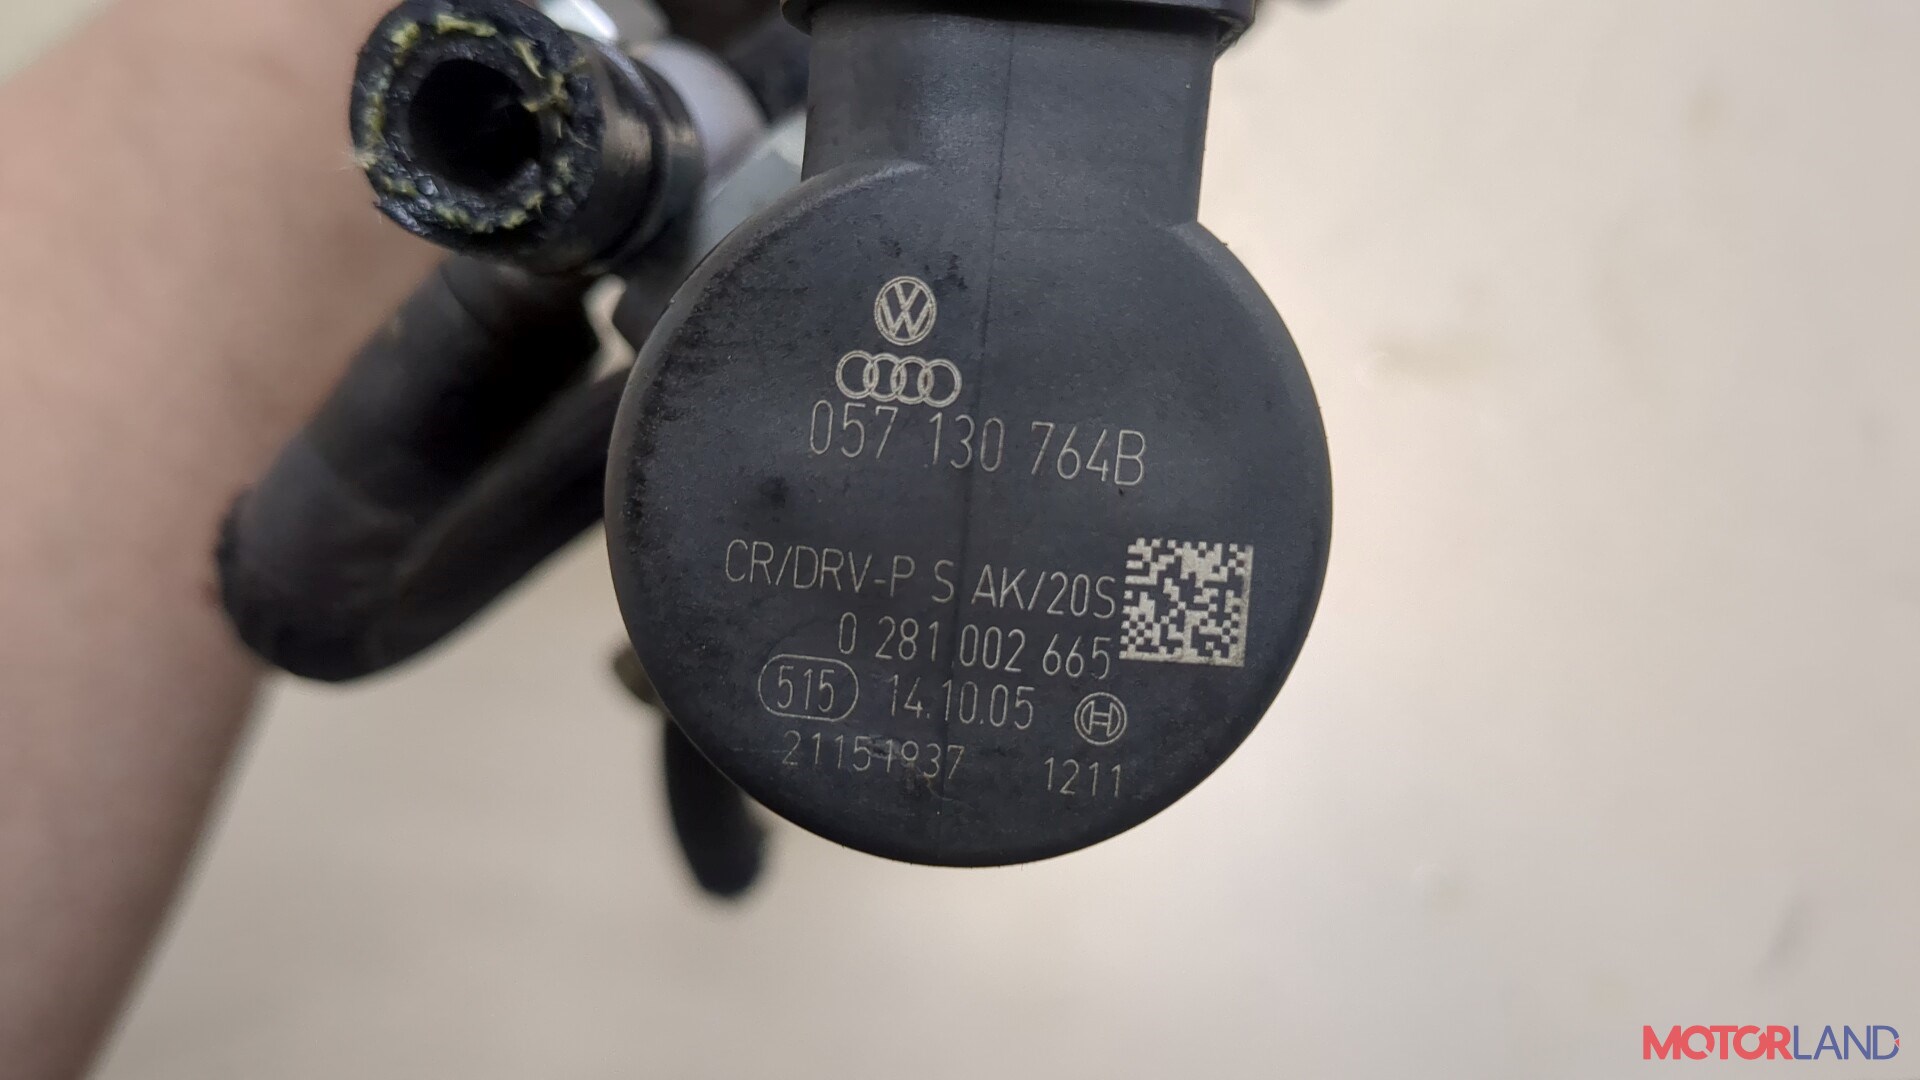 057 130 764B
CR/DRV-P S AK/20S
0 281 002 665
515 14.10.05
21151937 1211
MOTORLAND